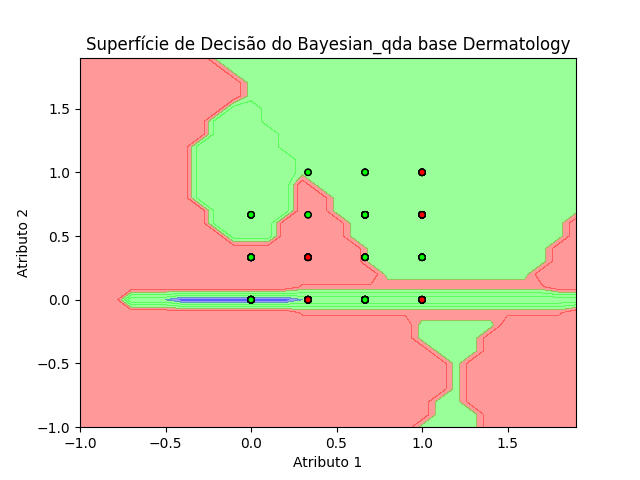 Superfície de Decisão do Bayesian_qda base Dermatology
Atributo 2
1.5
1.0
0.5
0.0
−0.5
−1.0
−1.0 −0.5 0.0 0.5 1.0 1.5
Atributo 1